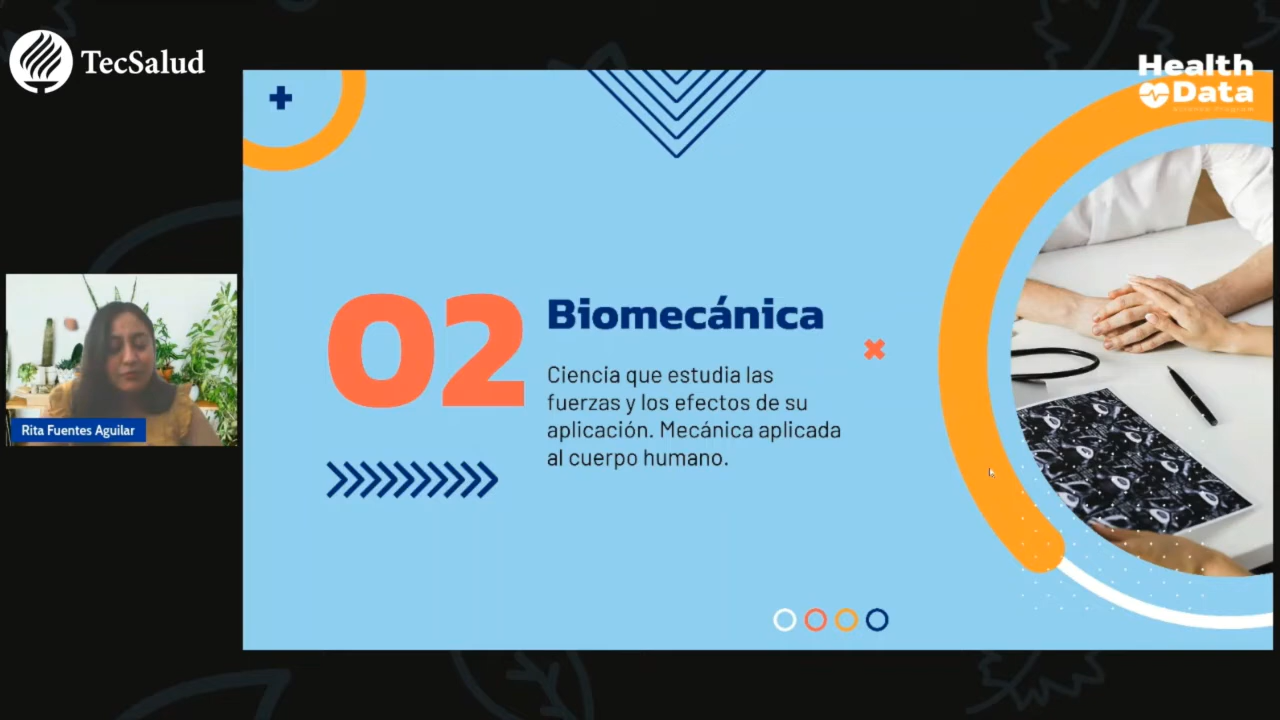 TecSalud
Health
Data
02
Biomecánica
Ciencia que estudia las
fuerzas y los efectos de su
aplicación. Mecánica aplicada
al cuerpo humano.
Rita Fuentes Aguilar